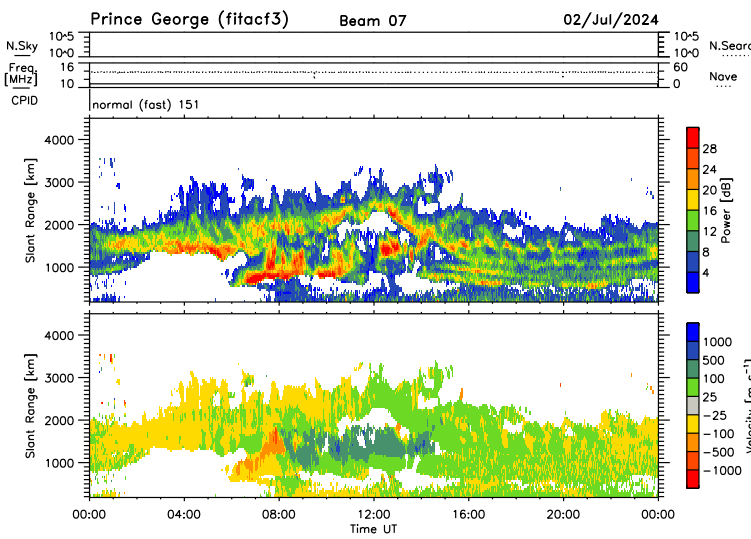 Prince George (fitacf3) Beam 07 02/Jul/2024
N.Sky 10^5 10^5 N.Sear
10^0 10^0
Freq 16 60 Nave
[MHz] 10 0
CPID normal (fast) 151
Slant Range [km]
4000
3000
2000
1000
Power [dB]
28
24
20
16
12
8
4
Slant Range [km]
4000
3000
2000
1000
Velocity [m s⁻¹]
1000
500
100
25
-25
-100
-500
-1000
00:00 04:00 08:00 12:00 16:00 20:00 00:00
Time UT